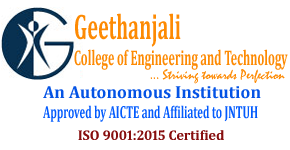 Geethanjali
College of Engineering and Technology
... Striving towards Perfection
An Autonomous Institution
Approved by AICTE and Affiliated to JNTUH
ISO 9001:2015 Certified